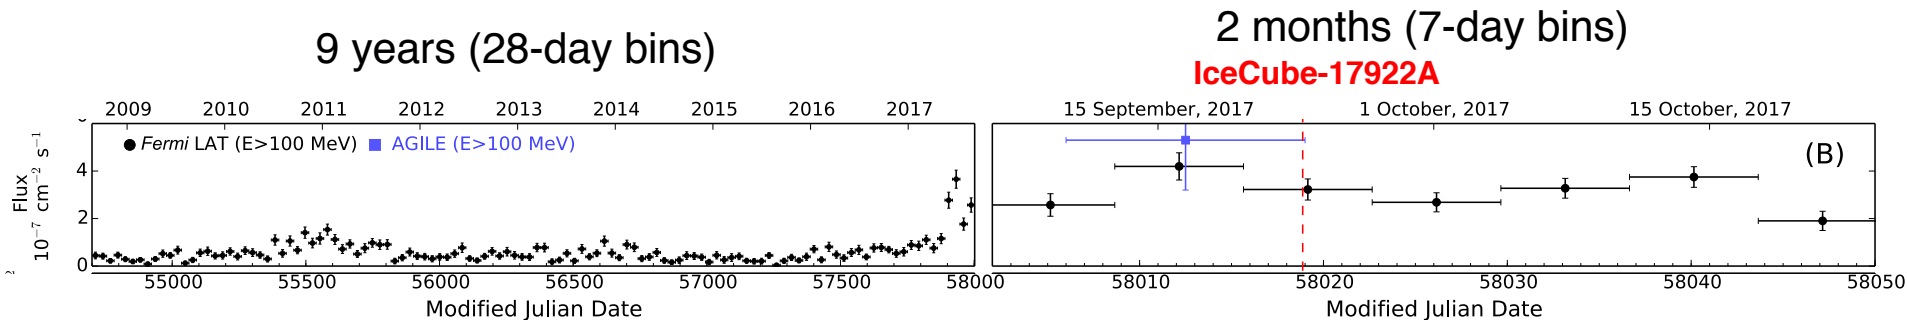 9 years (28-day bins)
2 months (7-day bins)
IceCube-17922A
2009 2010 2011 2012 2013 2014 2015 2016 2017
15 September, 2017 1 October, 2017 15 October, 2017
Fermi LAT (E>100 MeV) AGILE (E>100 MeV)
(B)
Flux
10⁻⁷ cm⁻² s⁻¹
4
2
0
55000 55500 56000 56500 57000 57500 58000 58010 58020 58030 58040 58050
Modified Julian Date Modified Julian Date